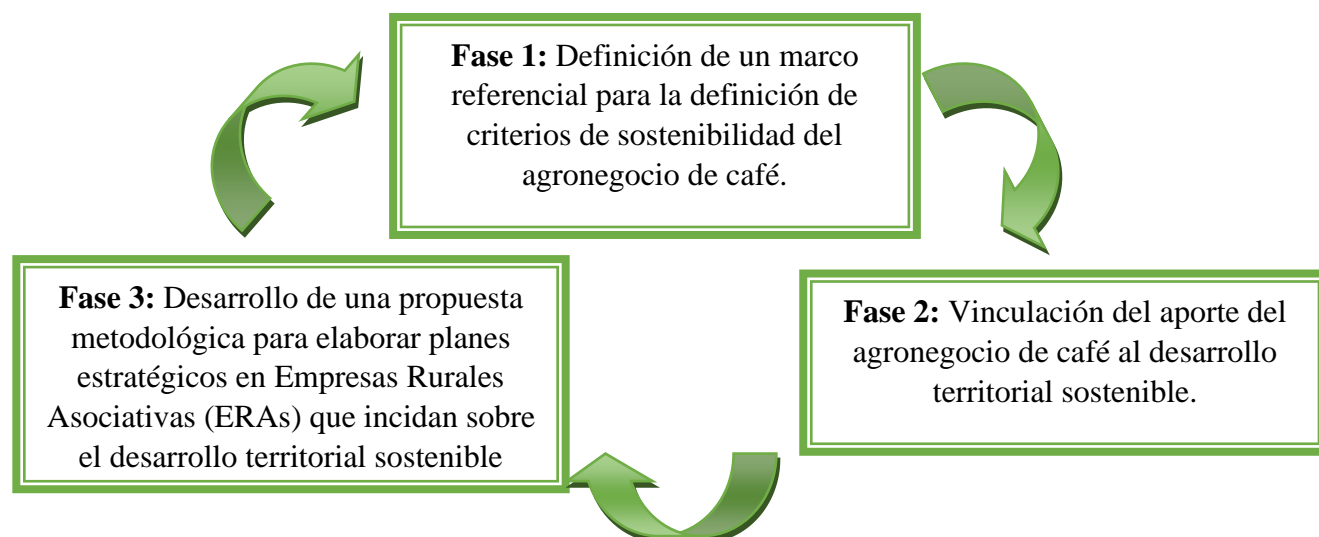 Fase 1: Definición de un marco
referencial para la definición de
criterios de sostenibilidad del
agronegocio de café.
Fase 2: Vinculación del aporte del
agronegocio de café al desarrollo
territorial sostenible.
Fase 3: Desarrollo de una propuesta
metodológica para elaborar planes
estratégicos en Empresas Rurales
Asociativas (ERAs) que incidan sobre
el desarrollo territorial sostenible